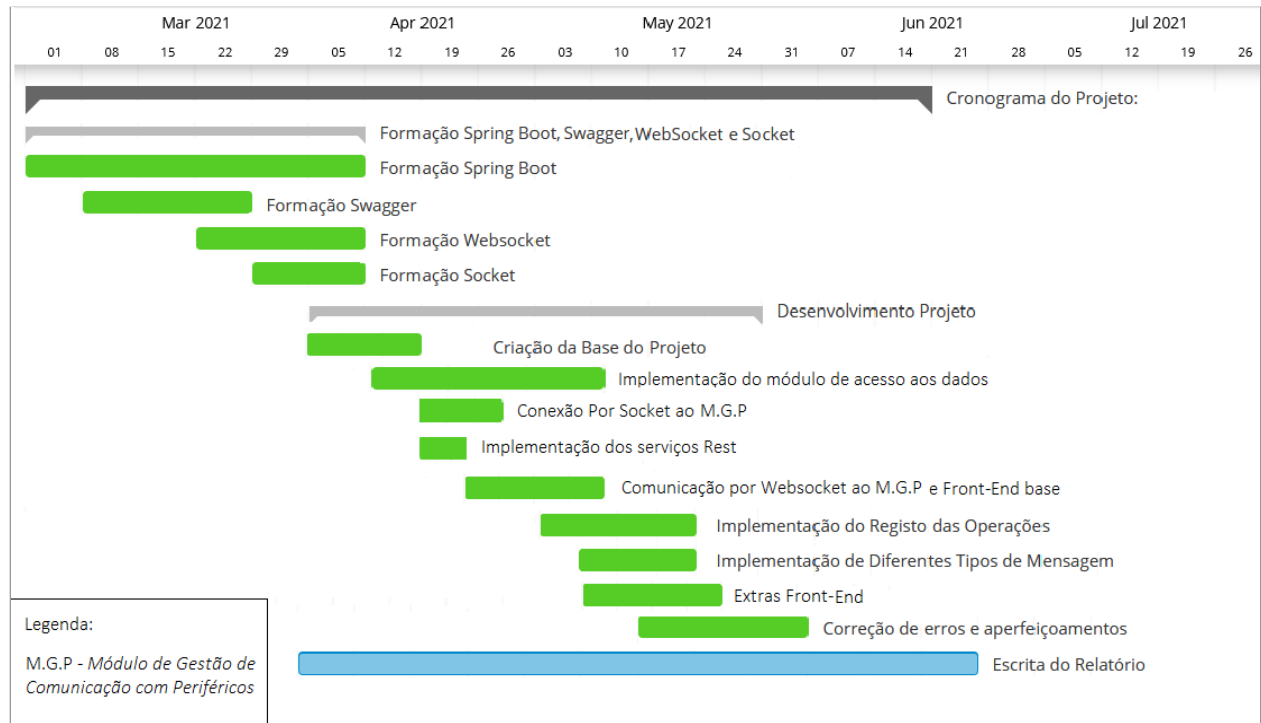 Mar 2021 Apr 2021 May 2021 Jun 2021 Jul 2021
01 08 15 22 29 05 12 19 26 03 10 17 24 31 07 14 21 28 05 12 19 26
Cronograma do Projeto:
Formação Spring Boot, Swagger, WebSocket e Socket
Formação Spring Boot
Formação Swagger
Formação Websocket
Formação Socket
Desenvolvimento Projeto
Criação da Base do Projeto
Implementação do módulo de acesso aos dados
Conexão Por Socket ao M.G.P
Implementação dos serviços Rest
Comunicação por Websocket ao M.G.P e Front-End base
Implementação do Registo das Operações
Implementação de Diferentes Tipos de Mensagem
Extras Front-End
Correção de erros e aperfeiçoamentos
Escrita do Relatório
Legenda:
M.G.P - Módulo de Gestão de
Comunicação com Periféricos